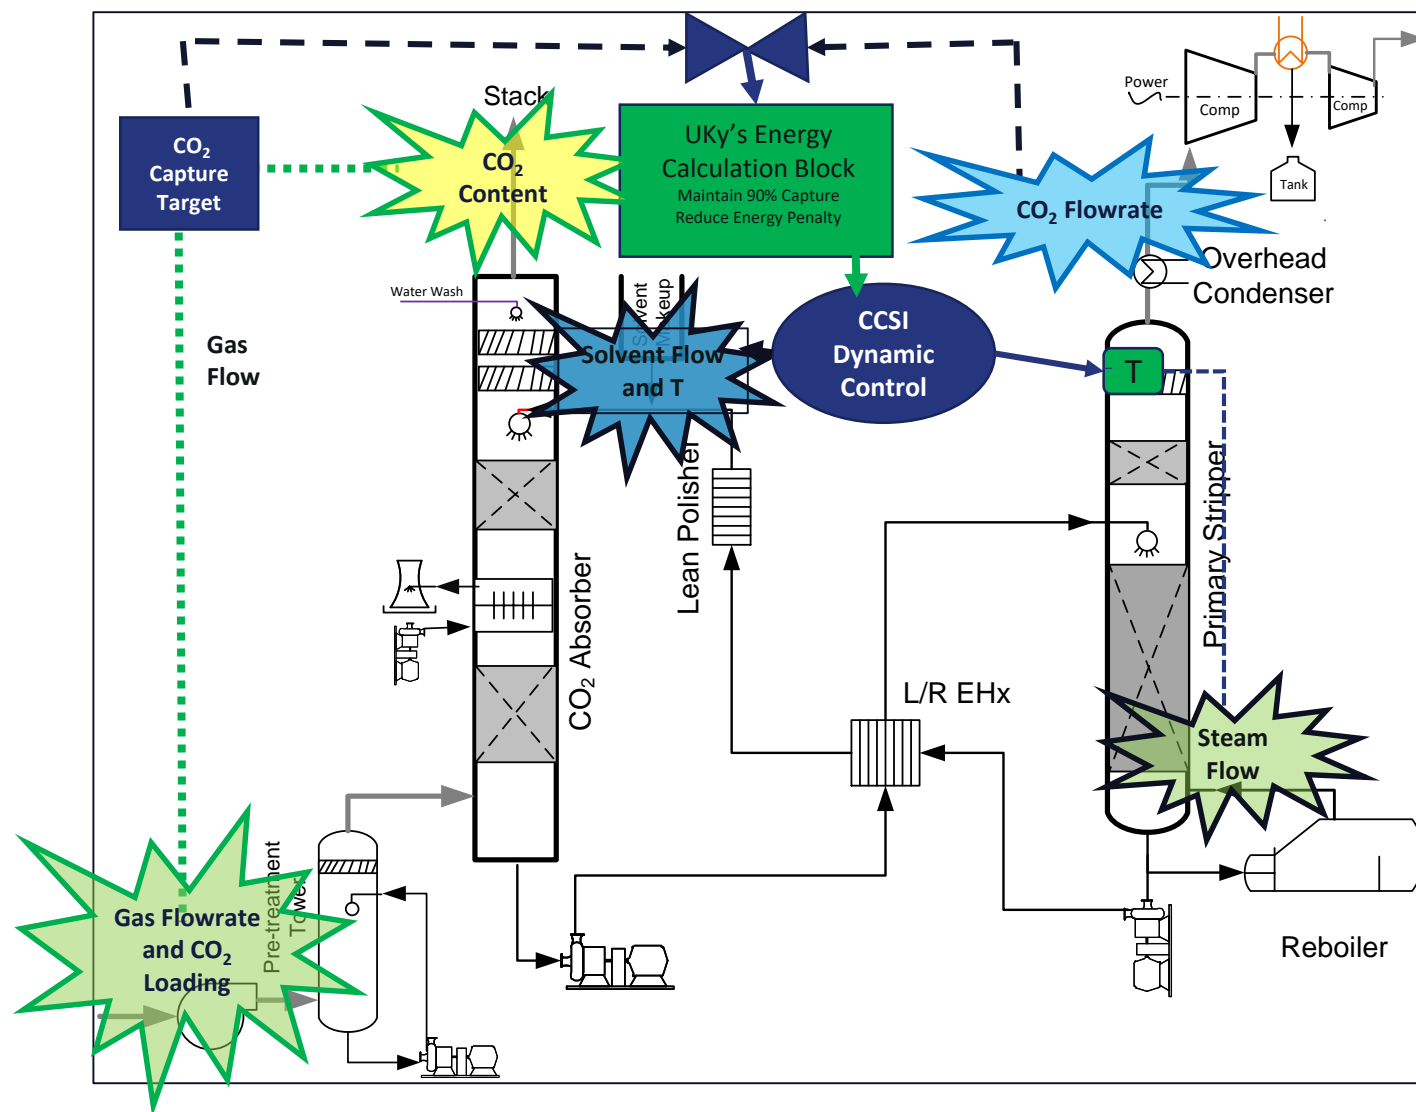 Stack
Power
Comp
Comp
Tank
CO2
Capture
Target
CO2
Content
UKy's Energy
Calculation Block
Maintain 90% Capture
Reduce Energy Penalty
CO2 Flowrate
Overhead
Condenser
Water Wash
Solvent
Makeup
Gas
Flow
Solvent Flow
and T
CCSI
Dynamic
Control
T
Lean Polisher
Primary Stripper
CO2 Absorber
L/R EHx
Steam
Flow
Pre-treatment
Tower
Gas Flowrate
and CO2
Loading
Reboiler